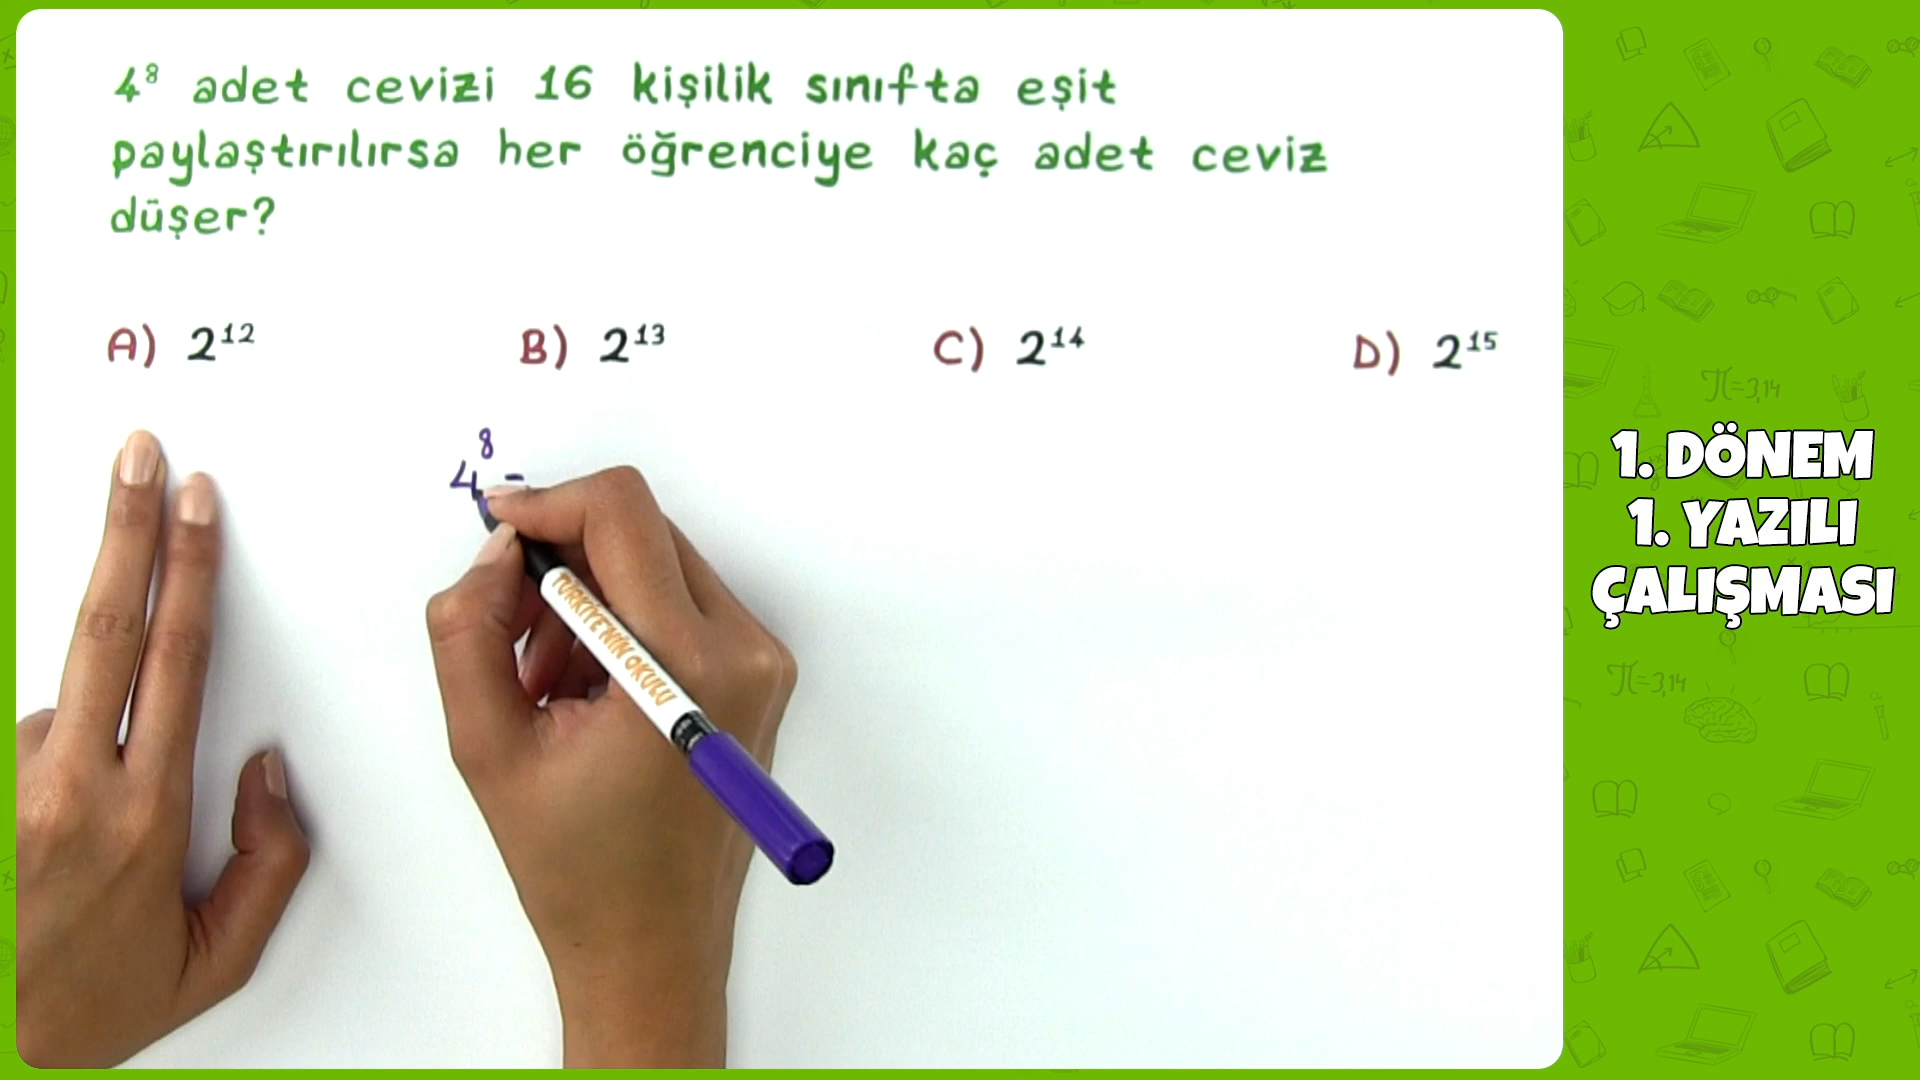 4⁸ adet cevizi 16 kişilik sınıfta eşit
paylaştırılırsa her öğrenciye kaç adet ceviz
düşer?
A) 2¹² B) 2¹³ C) 2¹⁴ D) 2¹⁵
4⁸ =
TÜRKİYE'NİN OKULU
1. DÖNEM
1. YAZILI
ÇALIŞMASI
π=3,14
π=3,14